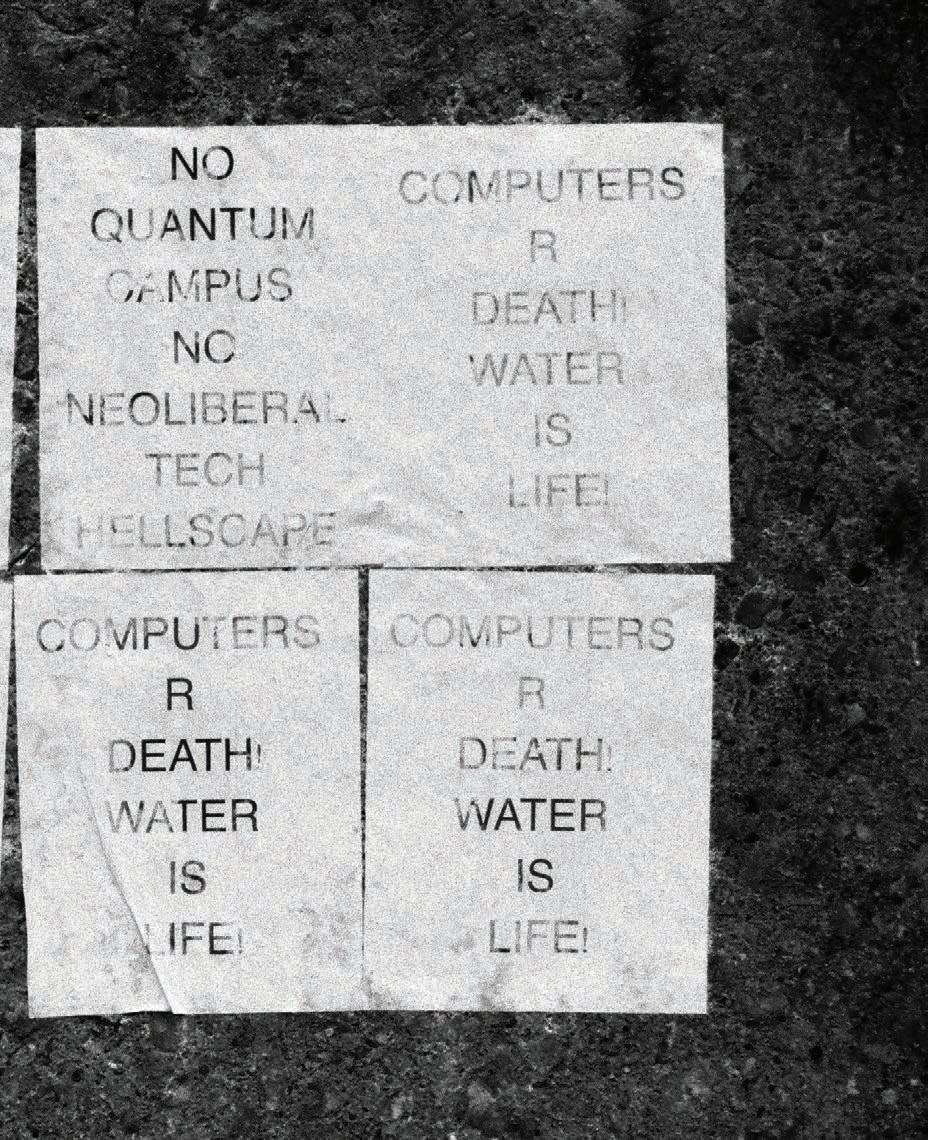 NO
QUANTUM
CAMPUS
NO
NEOLIBERAL
TECH
HELLSCAPE
COMPUTERS
R
DEATH!
WATER
IS
LIFE!
COMPUTERS
R
DEATH!
WATER
IS
LIFE!
COMPUTERS
R
DEATH!
WATER
IS
LIFE!